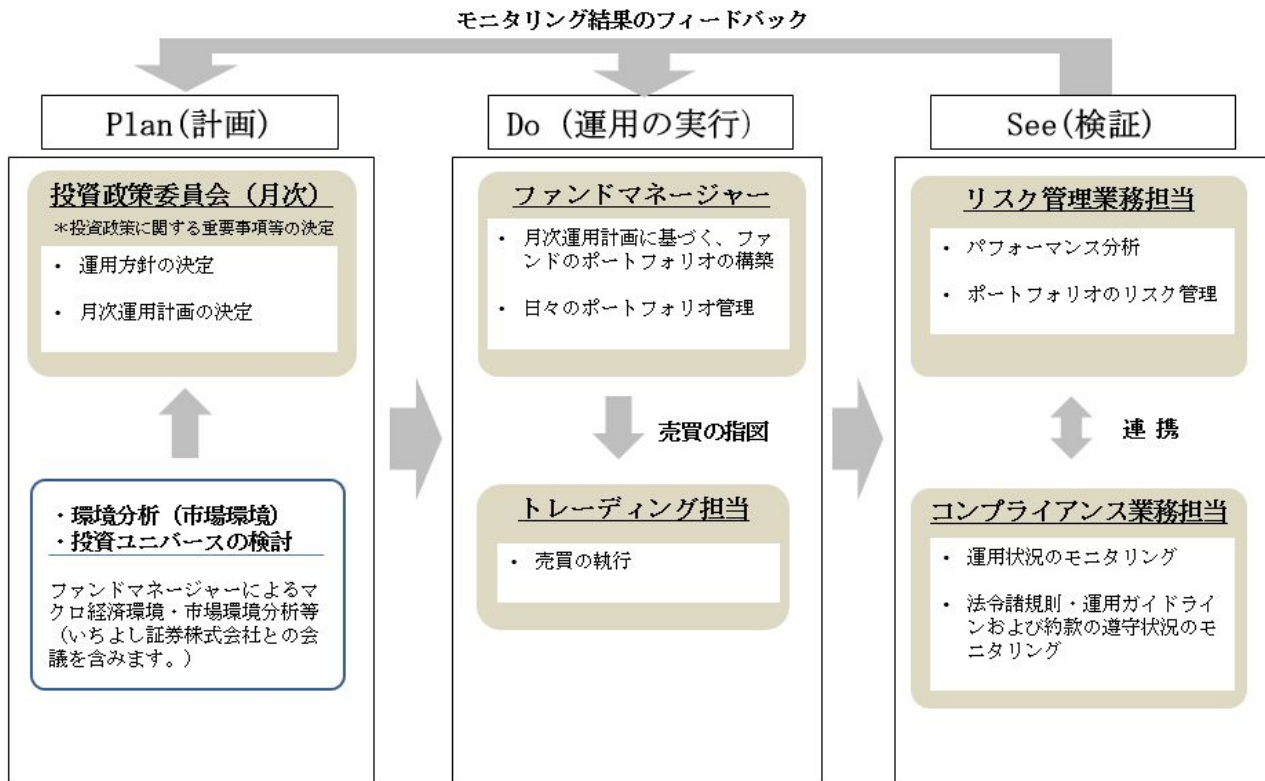 モニタリング結果のフィードバック
Plan(計画)
投資政策委員会（月次）
＊投資政策に関する重要事項等の決定
・ 運用方針の決定
・ 月次運用計画の決定
・環境分析（市場環境）
・投資ユニバースの検討
ファンドマネージャーによるマ
クロ経済環境・市場環境分析等
（いちよし証券株式会社との会
議を含みます。）
Do (運用の実行)
ファンドマネージャー
・ 月次運用計画に基づく、ファ
ンドのポートフォリオの構築
・ 日々のポートフォリオ管理
売買の指図
トレーディング担当
・ 売買の執行
See(検証)
リスク管理業務担当
・ パフォーマンス分析
・ ポートフォリオのリスク管理
連 携
コンプライアンス業務担当
・ 運用状況のモニタリング
・ 法令諸規則・運用ガイドライ
ンおよび約款の遵守状況のモ
ニタリング